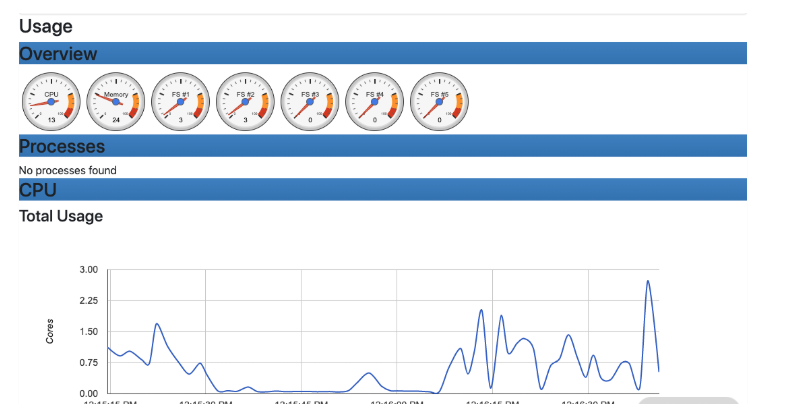 Usage
Overview
CPU Memory FS #1 FS #2 FS #3 FS #4 FS #5
13 24 3 3 0 0 0
Processes
No processes found
CPU
Total Usage
3.00
2.25
1.50
0.75
0.00
Cores